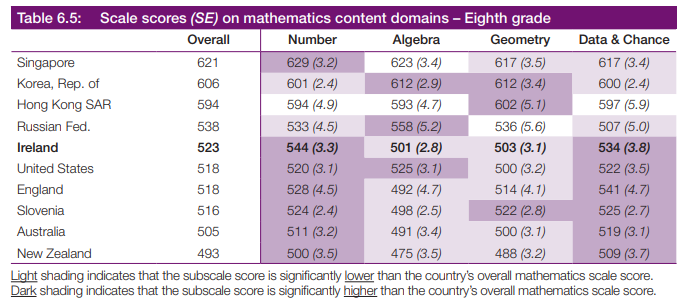 Table 6.5: Scale scores (SE) on mathematics content domains – Eighth grade
Overall Number Algebra Geometry Data & Chance
Singapore 621 629 (3.2) 623 (3.4) 617 (3.5) 617 (3.4)
Korea, Rep. of 606 601 (2.4) 612 (2.9) 612 (3.4) 600 (2.4)
Hong Kong SAR 594 594 (4.9) 593 (4.7) 602 (5.1) 597 (5.9)
Russian Fed. 538 533 (4.5) 558 (5.2) 536 (5.6) 507 (5.0)
Ireland 523 544 (3.3) 501 (2.8) 503 (3.1) 534 (3.8)
United States 518 520 (3.1) 525 (3.1) 500 (3.2) 522 (3.5)
England 518 528 (4.5) 492 (4.7) 514 (4.1) 541 (4.7)
Slovenia 516 524 (2.4) 498 (2.5) 522 (2.8) 525 (2.7)
Australia 505 511 (3.2) 491 (3.4) 500 (3.1) 519 (3.1)
New Zealand 493 500 (3.5) 475 (3.5) 488 (3.2) 509 (3.7)
Light shading indicates that the subscale score is significantly lower than the country's overall mathematics scale score.
Dark shading indicates that the subscale score is significantly higher than the country's overall mathematics scale score.